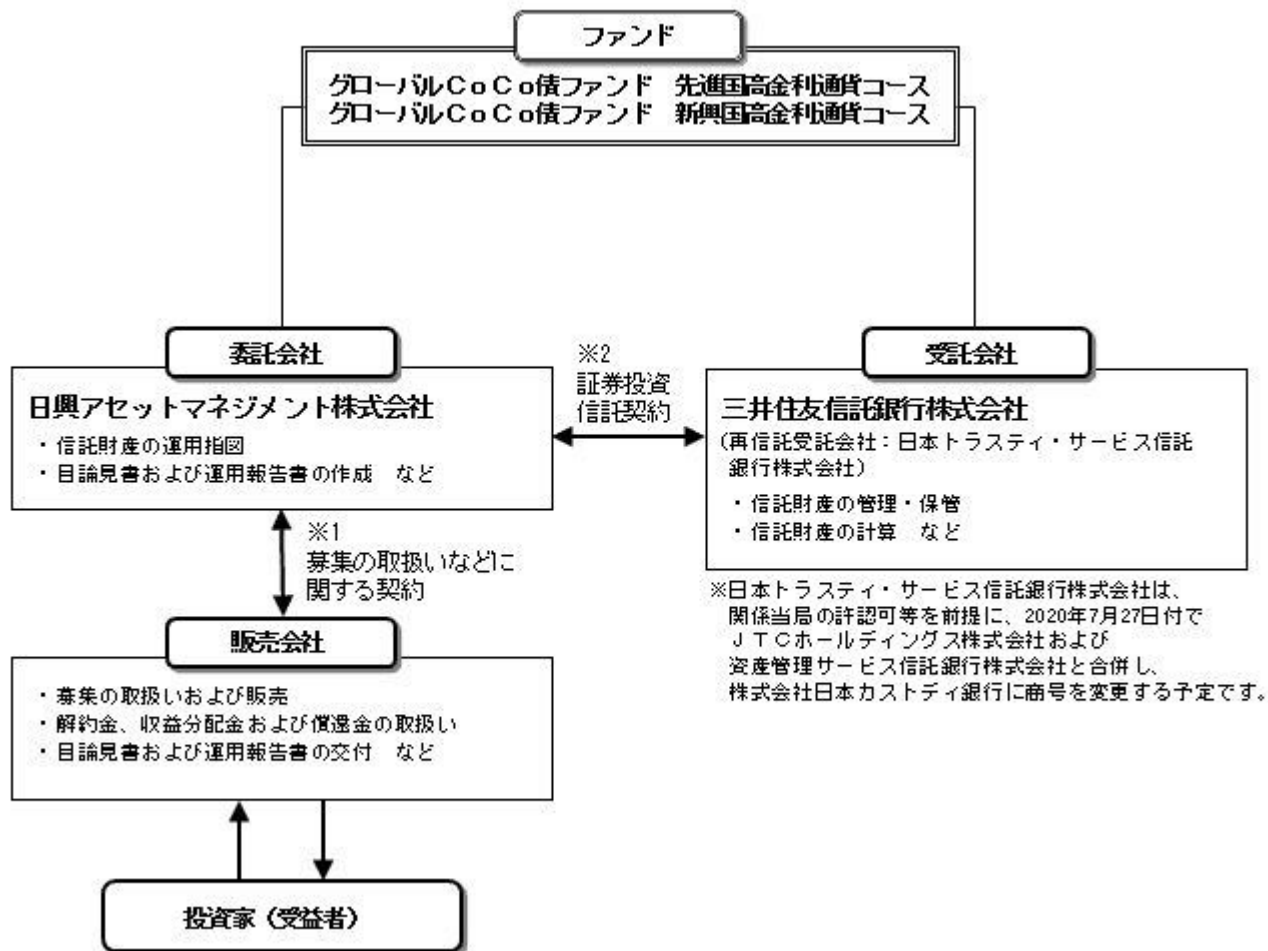 ファンド
グローバルCoCo債ファンド 先進国高金利通貨コース
グローバルCoCo債ファンド 新興国高金利通貨コース
委託会社
日興アセットマネジメント株式会社
・信託財産の運用指図
・目論見書および運用報告書の作成 など
※2
証券投資
信託契約
受託会社
三井住友信託銀行株式会社
(再信託受託会社：日本トラスティ・サービス信託
銀行株式会社)
・信託財産の管理・保管
・信託財産の計算 など
※日本トラスティ・サービス信託銀行株式会社は、
関係当局の許認可等を前提に、2020年7月27日付で
ＪＴＣホールディングス株式会社および
資産管理サービス信託銀行株式会社と合併し、
株式会社日本カストディ銀行に商号を変更する予定です。
※1
募集の取扱いなどに
関する契約
販売会社
・募集の取扱いおよび販売
・解約金、収益分配金および償還金の取扱い
・目論見書および運用報告書の交付 など
投資家（受益者）